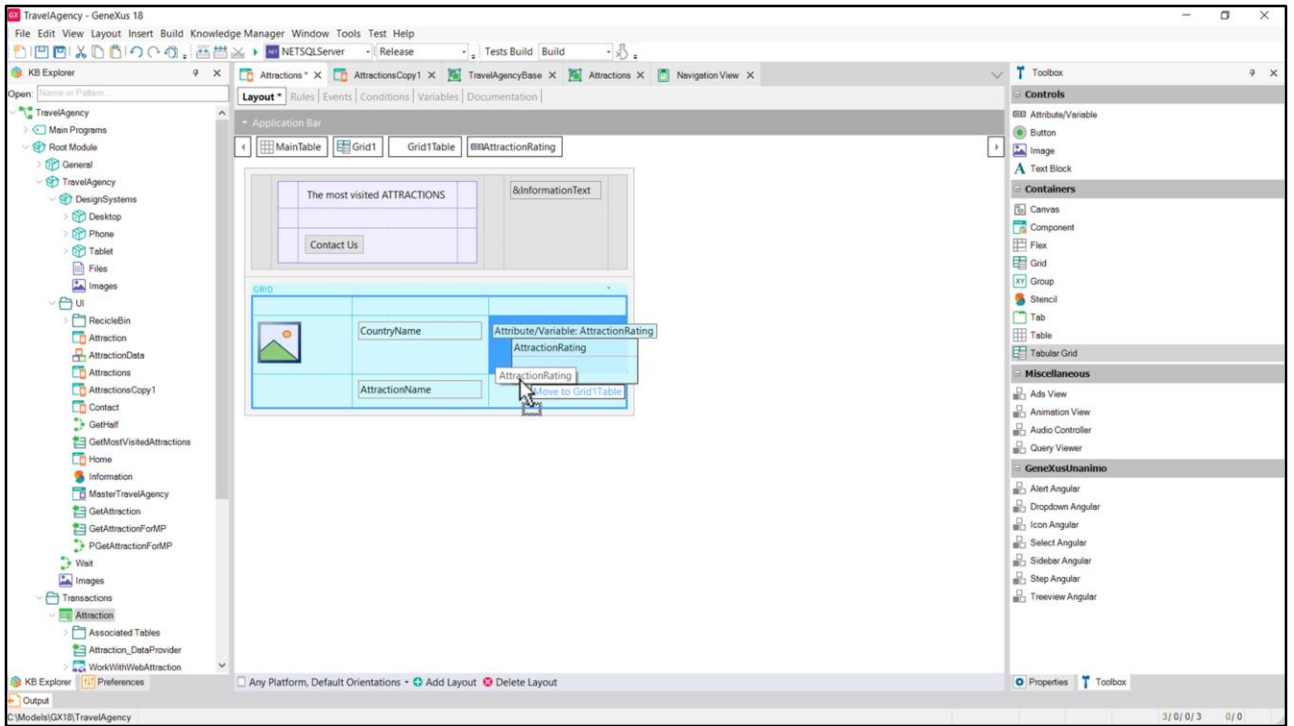 GX TravelAgency - GeneXus 18
File Edit View Layout Insert Build Knowledge Manager Window Tools Test Help
NETSQLServer Release Tests Build Build
KB Explorer
Open: Name or Pattern...
TravelAgency
Main Programs
Root Module
General
TravelAgency
DesignSystems
Desktop
Phone
Tablet
Files
Images
UI
RecicleBin
Attraction
AttractionData
Attractions
AttractionsCopy1
Contact
GetHalf
GetMostVisitedAttractions
Home
Information
MasterTravelAgency
GetAttraction
GetAttractionForMP
PGetAttractionForMP
Wait
Images
Transactions
Attraction
Associated Tables
Attraction_DataProvider
WorkWithWebAttraction
KB Explorer Preferences
Output
C:\Models\GX18\TravelAgency
Attractions * X AttractionsCopy1 X TravelAgencyBase X Attractions X Navigation View X
Layout * Rules Events Conditions Variables Documentation
Application Bar
MainTable Grid1 Grid1Table AttractionRating
The most visited ATTRACTIONS
&InformationText
Contact Us
GRID
CountryName
Attribute/Variable: AttractionRating
AttractionRating
AttractionRating
AttractionName
Move to Grid1Table
Any Platform, Default Orientations Add Layout Delete Layout
Toolbox
Controls
Attribute/Variable
Button
Image
Text Block
Containers
Canvas
Component
Flex
Grid
Group
Stencil
Tab
Table
Tabular Grid
Miscellaneous
Ads View
Animation View
Audio Controller
Query Viewer
GeneXusUnanimo
Alert Angular
Dropdown Angular
Icon Angular
Select Angular
Sidebar Angular
Step Angular
Treeview Angular
Properties Toolbox
3/0/0/3 0/0